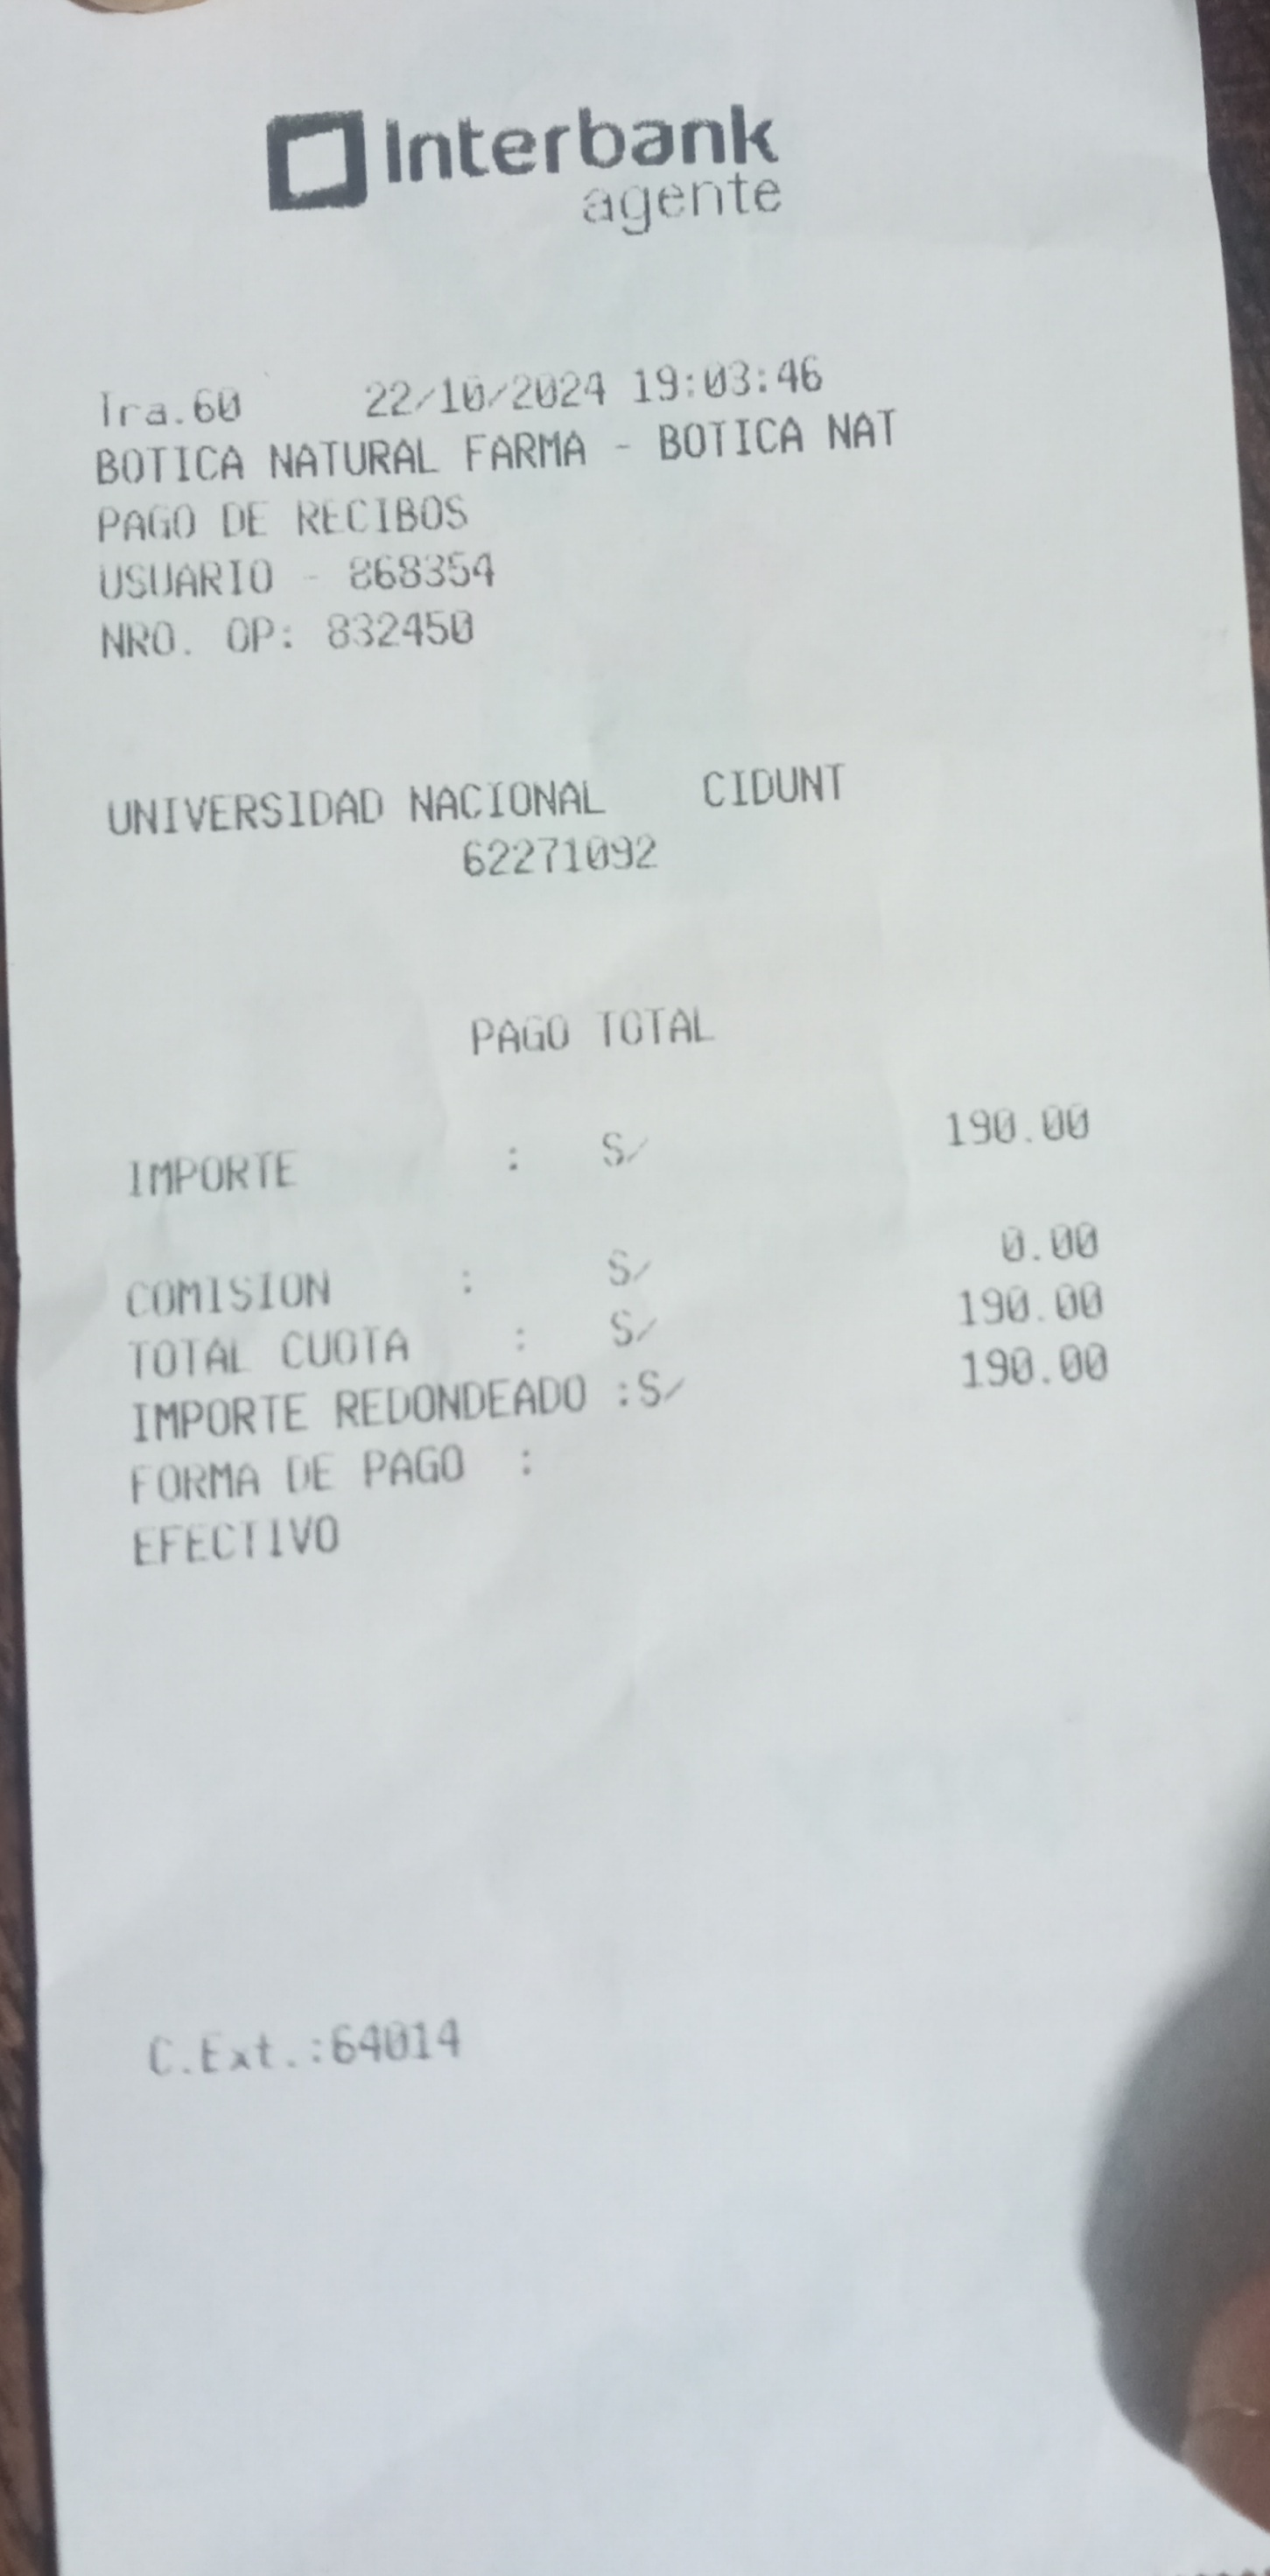 Interbank
agente
Tra.60 22/10/2024 19:03:46
BOTICA NATURAL FARMA - BOTICA NAT
PAGO DE RECIBOS
USUARIO - 868354
NRO. OP: 832450
UNIVERSIDAD NACIONAL CIDUNT
62271092
PAGO TOTAL
IMPORTE : S/ 190.00
COMISION : S/ 0.00
TOTAL CUOTA : S/ 190.00
IMPORTE REDONDEADO :S/ 190.00
FORMA DE PAGO :
EFECTIVO
C.Ext.:64014